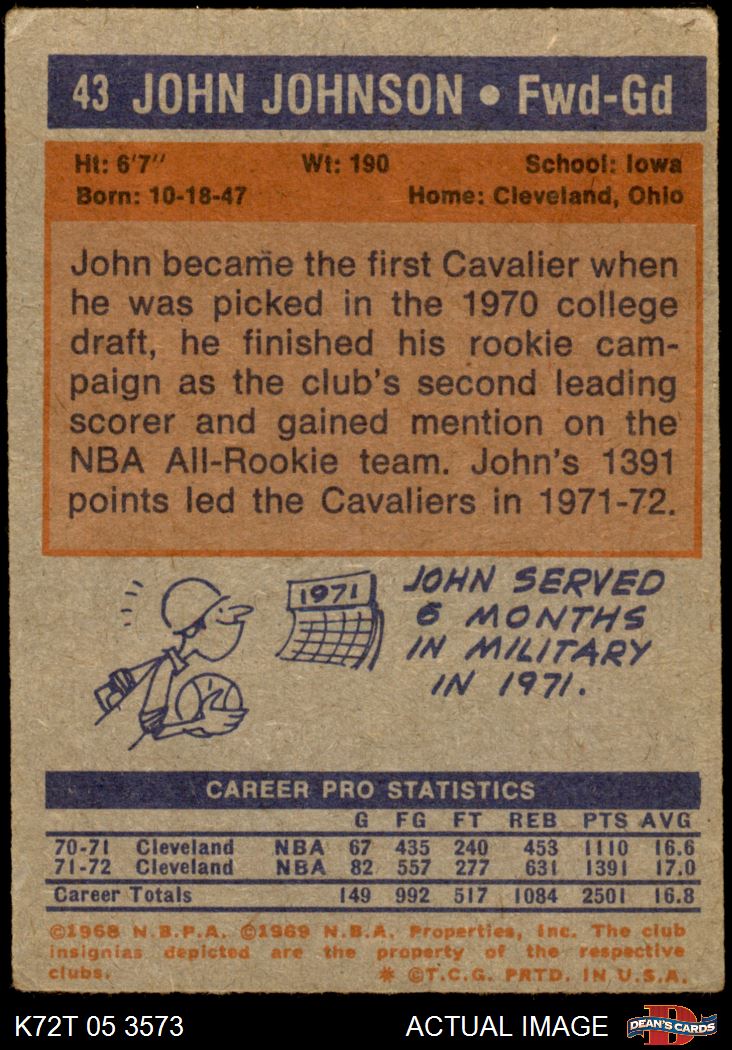 43 JOHN JOHNSON • Fwd-Gd
Ht: 6'7" Wt: 190 School: Iowa
Born: 10-18-47 Home: Cleveland, Ohio
John became the first Cavalier when
he was picked in the 1970 college
draft, he finished his rookie cam-
paign as the club's second leading
scorer and gained mention on the
NBA All-Rookie team. John's 1391
points led the Cavaliers in 1971-72.
1971
JOHN SERVED
6 MONTHS
IN MILITARY
IN 1971.
CAREER PRO STATISTICS
G FG FT REB PTS AVG
70-71 Cleveland NBA 67 435 240 453 1110 16.6
71-72 Cleveland NBA 82 557 277 631 1391 17.0
Career Totals 149 992 517 1084 2501 16.8
©1968 N.B.P.A. ©1969 N.B.A. Properties, Inc. The club
insignias depicted are the property of the respective
clubs. * ©T.C.G. PRTD. IN U.S.A.
K72T 05 3573 ACTUAL IMAGE D DEAN'S CARDS